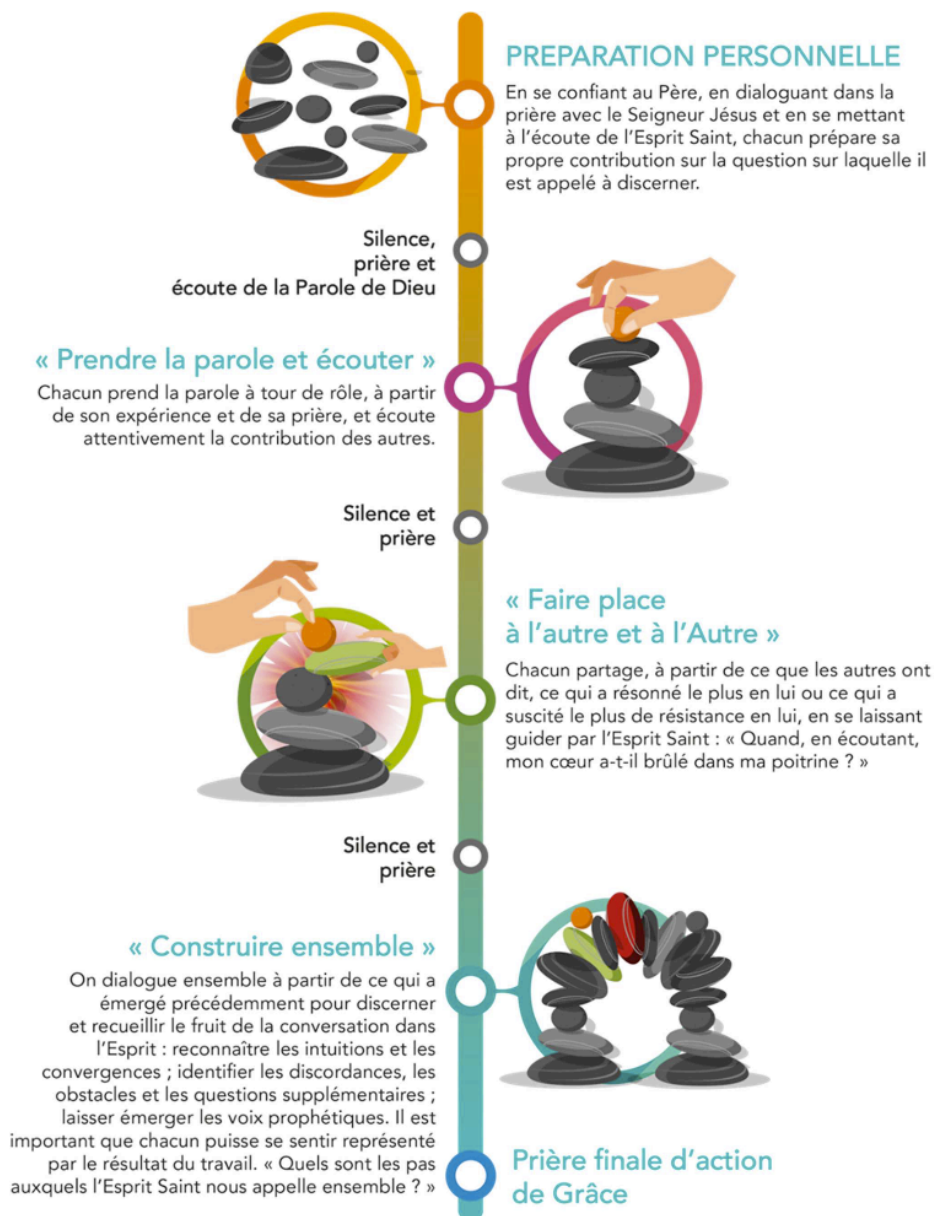 PREPARATION PERSONNELLE
En se confiant au Père, en dialoguant dans la
prière avec le Seigneur Jésus et en se mettant
à l’écoute de l’Esprit Saint, chacun prépare sa
propre contribution sur la question sur laquelle il
est appelé à discerner.
Silence,
prière et
écoute de la Parole de Dieu
« Prendre la parole et écouter »
Chacun prend la parole à tour de rôle, à partir
de son expérience et de sa prière, et écoute
attentivement la contribution des autres.
Silence et
prière
« Faire place
à l’autre et à l’Autre »
Chacun partage, à partir de ce que les autres ont
dit, ce qui a résonné le plus en lui ou ce qui a
suscité le plus de résistance en lui, en se laissant
guider par l’Esprit Saint : « Quand, en écoutant,
mon cœur a-t-il brûlé dans ma poitrine ? »
Silence et
prière
« Construire ensemble »
On dialogue ensemble à partir de ce qui a
émergé précédemment pour discerner
et recueillir le fruit de la conversation dans
l’Esprit : reconnaître les intuitions et les
convergences ; identifier les discordances, les
obstacles et les questions supplémentaires ;
laisser émerger les voix prophétiques. Il est
important que chacun puisse se sentir représenté
par le résultat du travail. « Quels sont les pas
auxquels l’Esprit Saint nous appelle ensemble ? »
Prière finale d’action
de Grâce